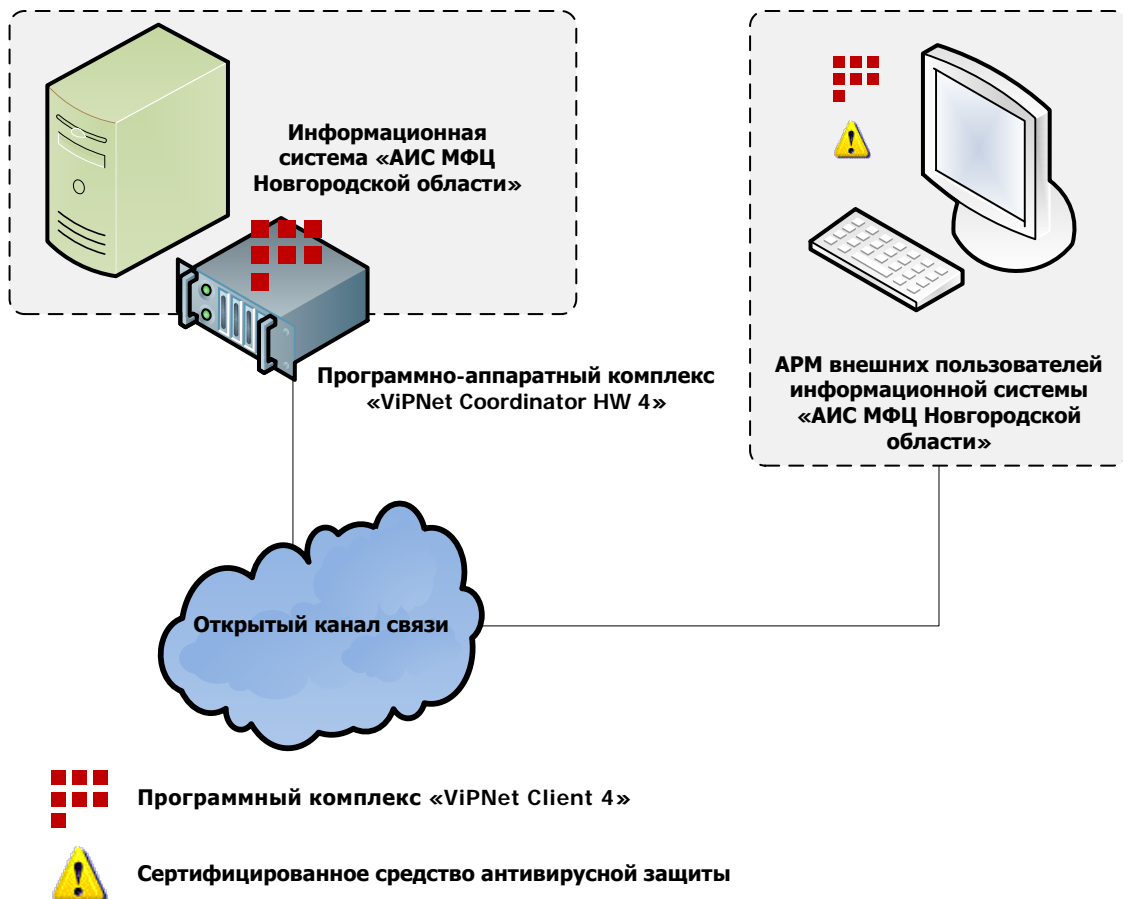 Информационная
система «АИС МФЦ
Новгородской области»
Программно-аппаратный комплекс
«ViPNet Coordinator HW 4»
АРМ внешних пользователей
информационной системы
«АИС МФЦ Новгородской
области»
Открытый канал связи
Программный комплекс «ViPNet Client 4»
Сертифицированное средство антивирусной защиты